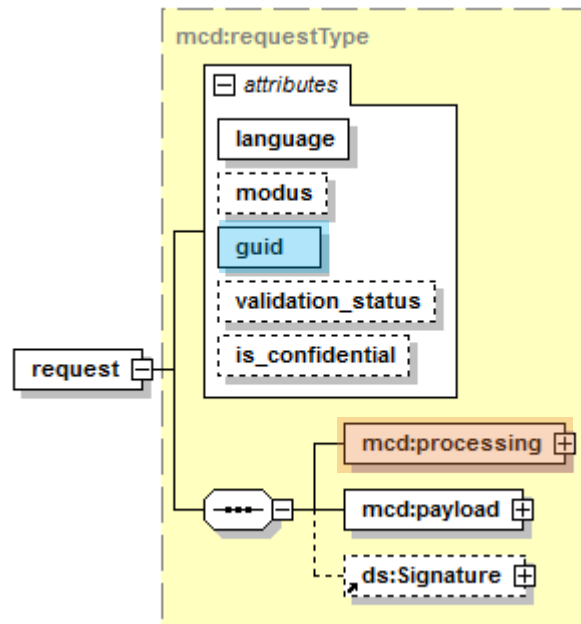 mcd:requestType
attributes
language
modus
guid
validation_status
is_confidential
request
mcd:processing
mcd:payload
ds:Signature